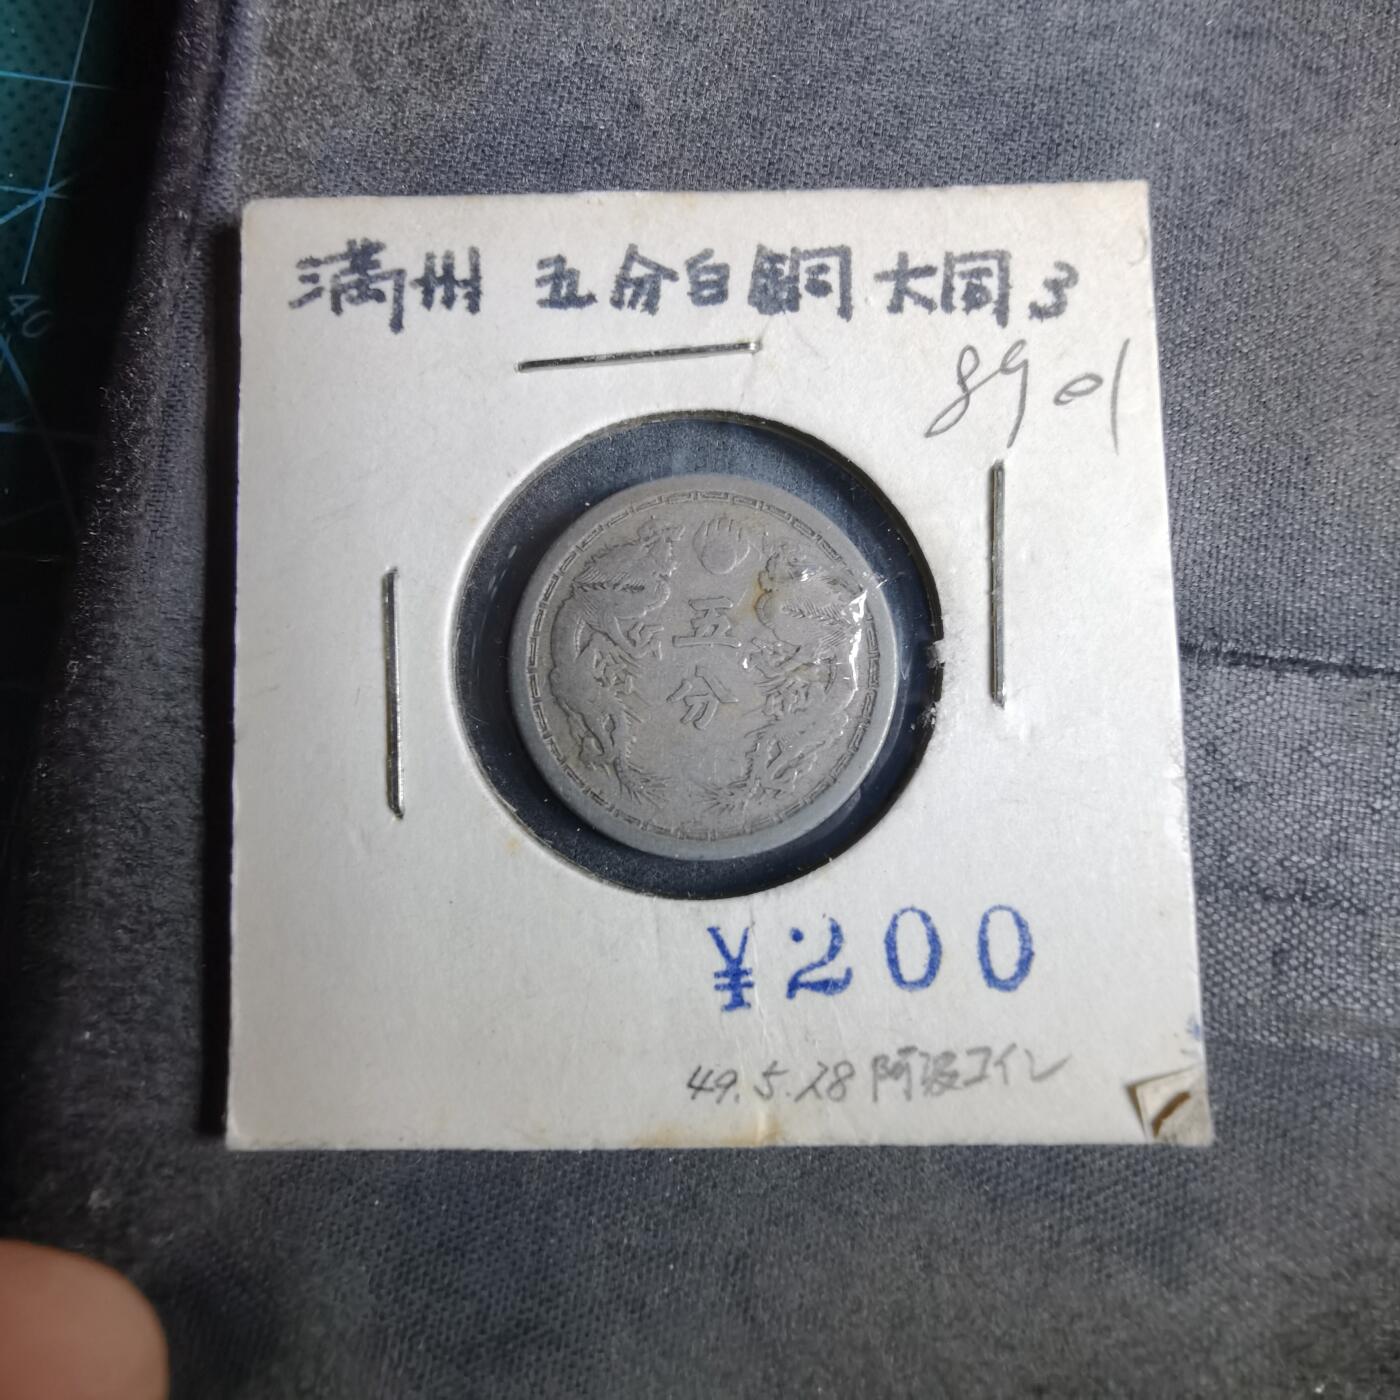 満州 五分白銅 大同3
8901
五
分
¥200
49.5.28 阿波コイン
40